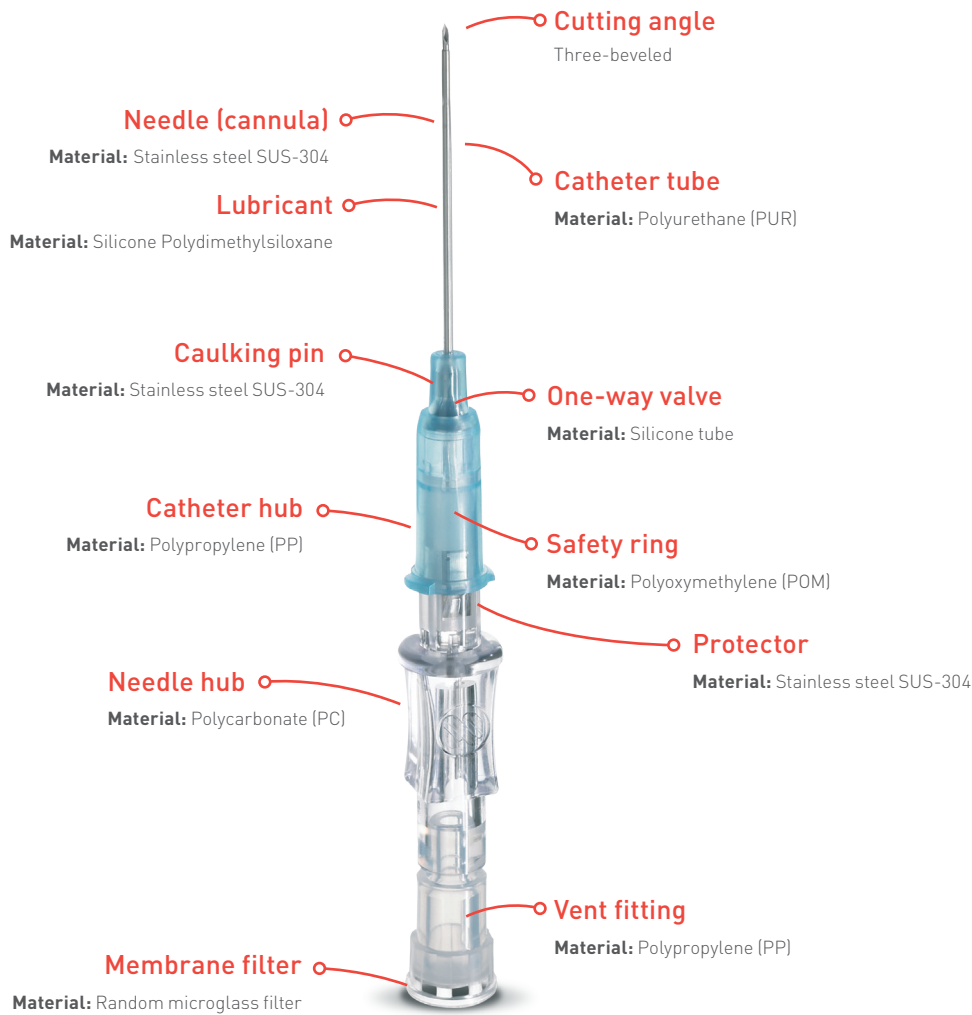 Cutting angle
Three-beveled
Needle (cannula)
Material: Stainless steel SUS-304
Catheter tube
Material: Polyurethane (PUR)
Lubricant
Material: Silicone Polydimethylsiloxane
Caulking pin
Material: Stainless steel SUS-304
One-way valve
Material: Silicone tube
Catheter hub
Material: Polypropylene (PP)
Safety ring
Material: Polyoxymethylene (POM)
Protector
Material: Stainless steel SUS-304
Needle hub
Material: Polycarbonate (PC)
Vent fitting
Material: Polypropylene (PP)
Membrane filter
Material: Random microglass filter